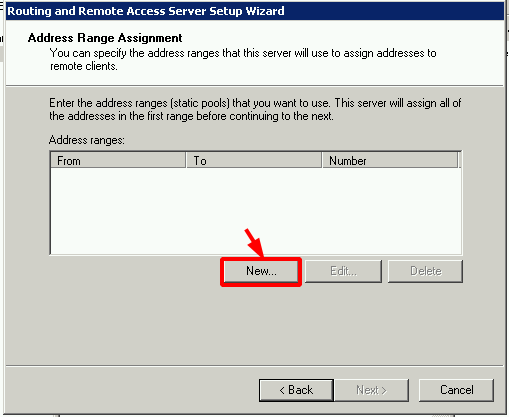 Routing and Remote Access Server Setup Wizard
Address Range Assignment
You can specify the address ranges that this server will use to assign addresses to
remote clients.
Enter the address ranges (static pools) that you want to use. This server will assign all of
the addresses in the first range before continuing to the next.
Address ranges:
From To Number
New... Edit... Delete
< Back Next > Cancel